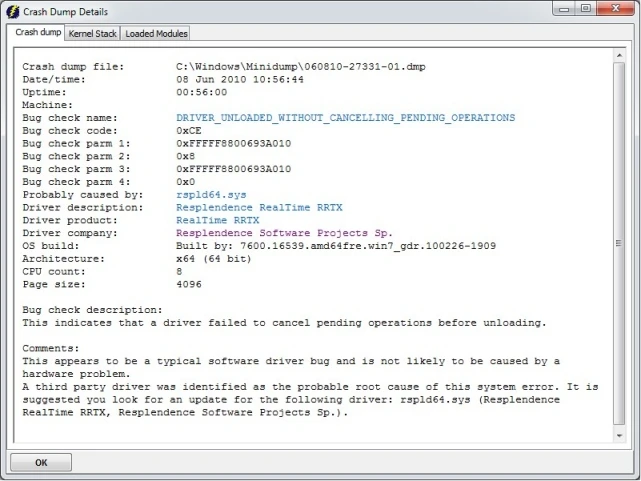 Crash Dump Details
Crash dump Kernel Stack Loaded Modules
Crash dump file: C:\Windows\Minidump\060810-27331-01.dmp
Date/time: 08 Jun 2010 10:56:44
Uptime: 00:56:00
Machine:
Bug check name: DRIVER_UNLOADED_WITHOUT_CANCELLING_PENDING_OPERATIONS
Bug check code: 0xCE
Bug check parm 1: 0xFFFFF8800693A010
Bug check parm 2: 0x8
Bug check parm 3: 0xFFFFF8800693A010
Bug check parm 4: 0x0
Probably caused by: rspld64.sys
Driver description: Resplendence RealTime RRTX
Driver product: RealTime RRTX
Driver company: Resplendence Software Projects Sp.
OS build: Built by: 7600.16539.amd64fre.win7_gdr.100226-1909
Architecture: x64 (64 bit)
CPU count: 8
Page size: 4096
Bug check description:
This indicates that a driver failed to cancel pending operations before unloading.
Comments:
This appears to be a typical software driver bug and is not likely to be caused by a
hardware problem.
A third party driver was identified as the probable root cause of this system error. It is
suggested you look for an update for the following driver: rspld64.sys (Resplendence
RealTime RRTX, Resplendence Software Projects Sp.).
OK